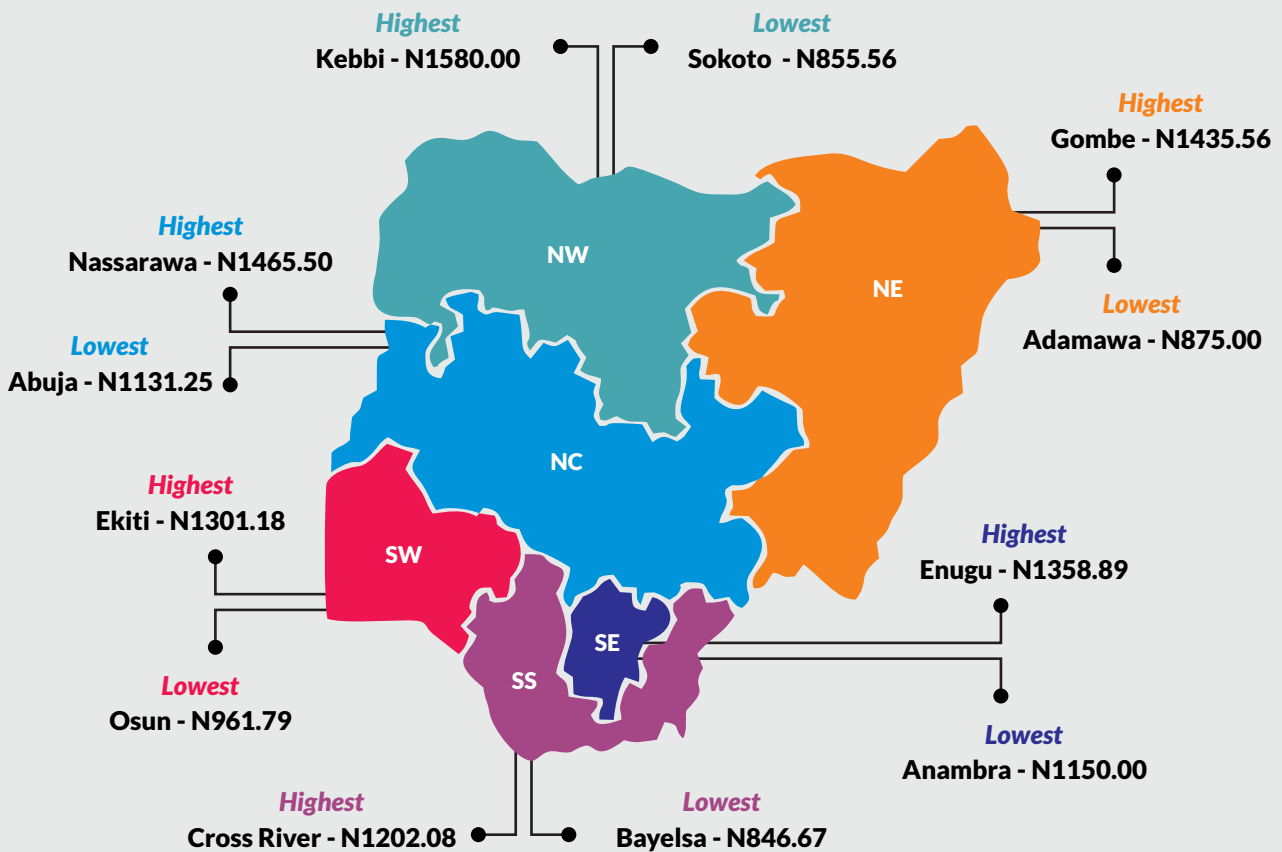 Highest
Kebbi - N1580.00
Lowest
Sokoto - N855.56
Highest
Gombe - N1435.56
Lowest
Adamawa - N875.00
Highest
Nassarawa - N1465.50
Lowest
Abuja - N1131.25
NW
NE
NC
SW
SE
SS
Highest
Ekiti - N1301.18
Lowest
Osun - N961.79
Highest
Enugu - N1358.89
Lowest
Anambra - N1150.00
Highest
Cross River - N1202.08
Lowest
Bayelsa - N846.67